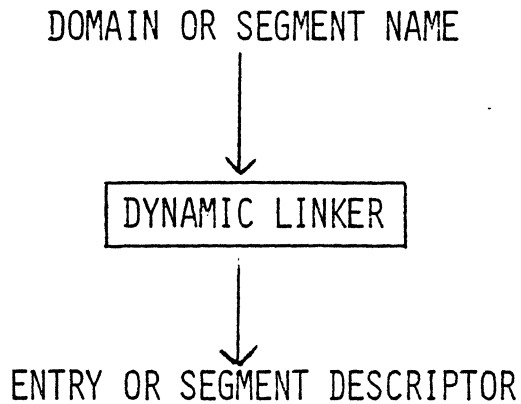 DOMAIN OR SEGMENT NAME
DYNAMIC LINKER
ENTRY OR SEGMENT DESCRIPTOR